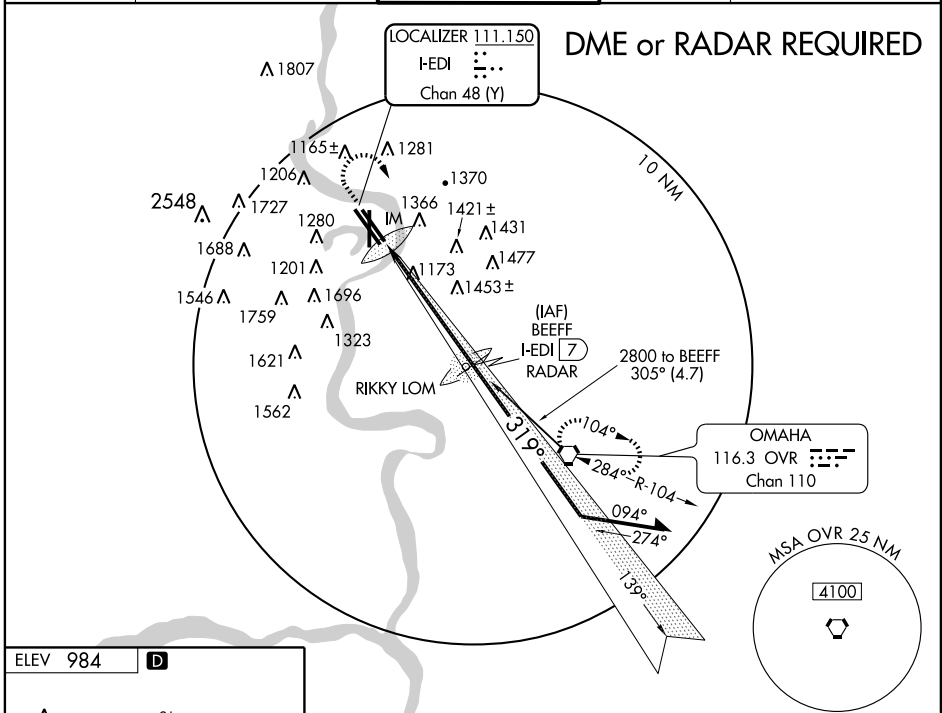 LOCALIZER 111.150
I-EDI
Chan 48 (Y)
DME or RADAR REQUIRED
1807
1165±
1281
1206
1370
10 NM
2548
1727
1366
1421±
1280
IM
1431
1688
1201
1173
1477
1546
1696
1453±
1759
1323
(IAF)
BEEFF
I-EDI 7
RADAR
1621
2800 to BEEFF
305° (4.7)
RIKKY LOM
1562
319°
104°
OMAHA
116.3 OVR
Chan 110
284°
R-104
094°
274°
MSA OVR 25 NM
139°
4100
ELEV 984
D